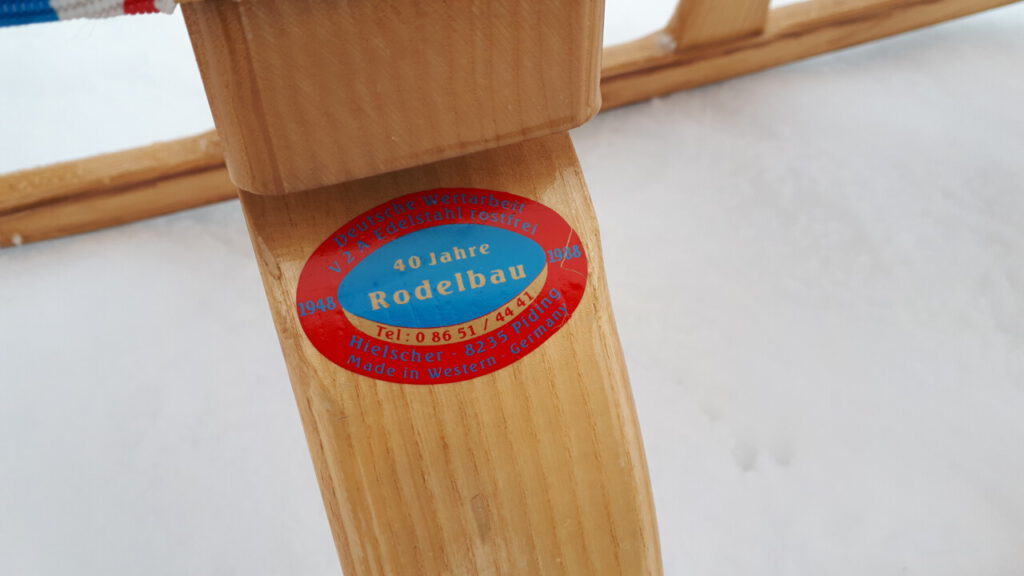 Deutsche Wertarbeit
V 2 A Edelstahl rostfrei
40 Jahre
Rodelbau
1948
1988
Tel: 0 86 51 / 44 41
Hielscher - 8235 Piding
Made in Western - Germany